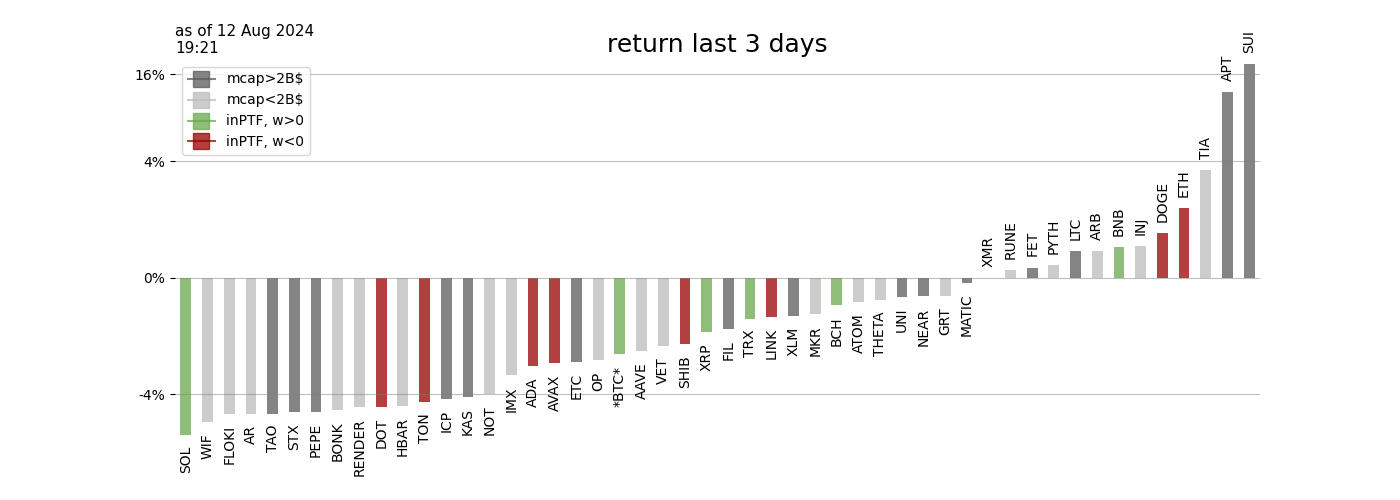 as of 12 Aug 2024
19:21
return last 3 days
16%
4%
0%
-4%
mcap>2B$
mcap<2B$
inPTF, w>0
inPTF, w<0
SOL
WIF
FLOKI
AR
TAO
STX
PEPE
BONK
RENDER
DOT
HBAR
TON
ICP
KAS
NOT
IMX
ADA
AVAX
ETC
OP
*BTC*
AAVE
VET
SHIB
XRP
FIL
TRX
LINK
XLM
MKR
BCH
ATOM
THETA
UNI
NEAR
GRT
MATIC
XMR
RUNE
FET
PYTH
LTC
ARB
BNB
INJ
DOGE
ETH
TIA
APT
SUI